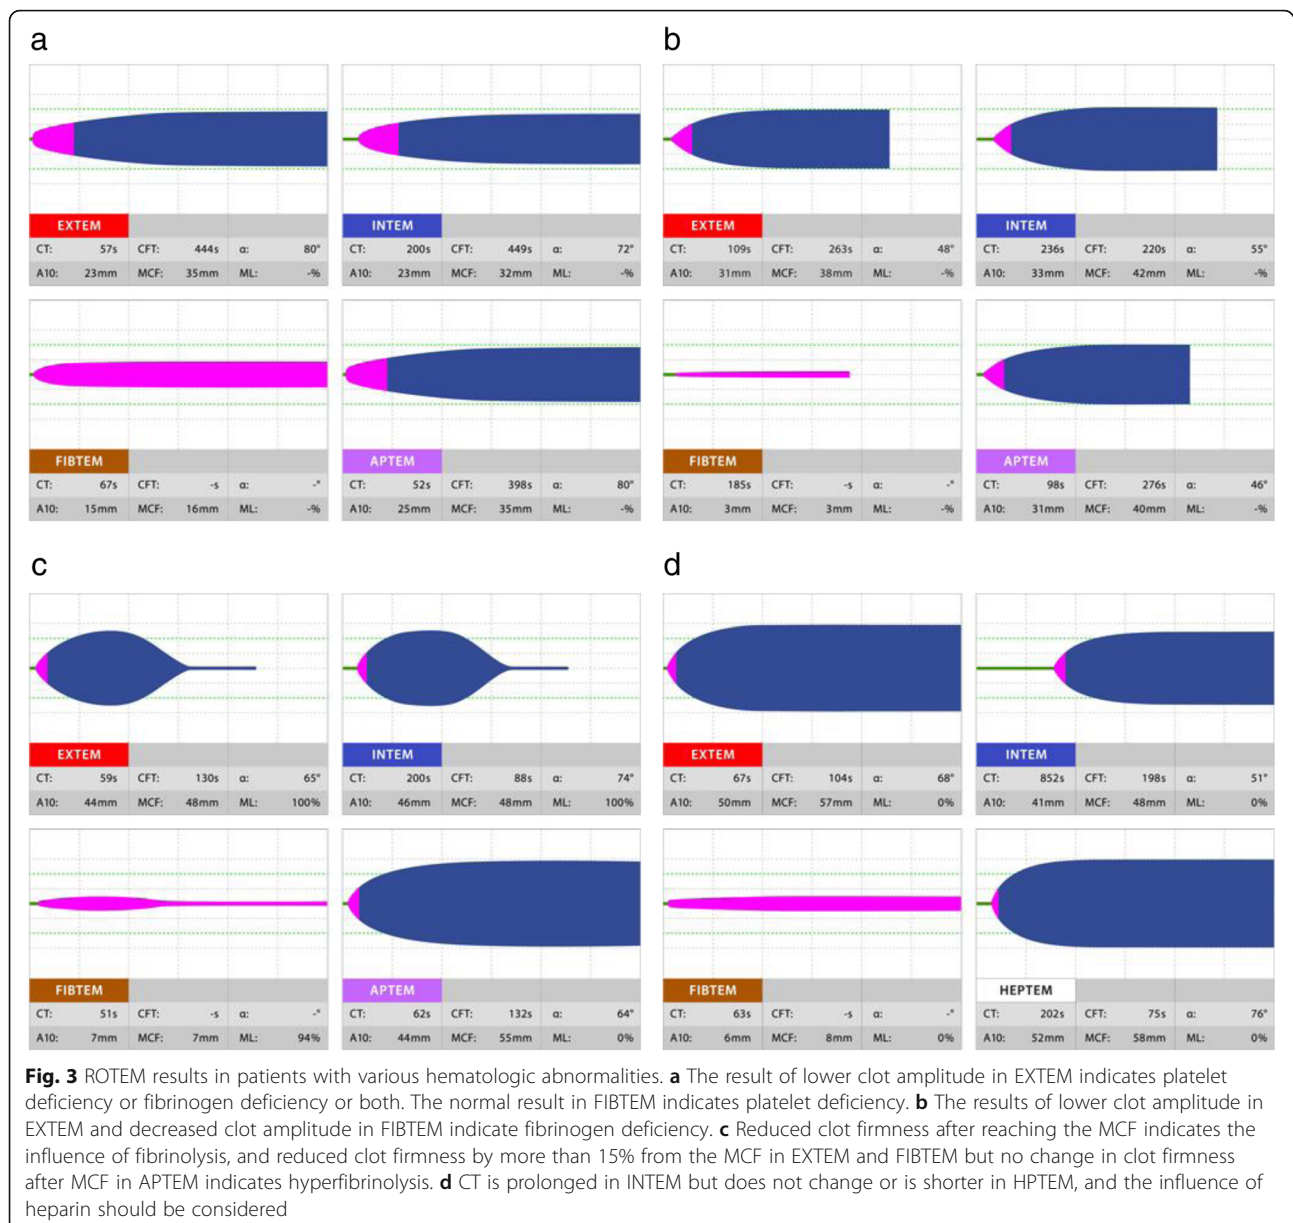 a
b
EXTEM
CT: 57s CFT: 444s α: 80°
A10: 23mm MCF: 35mm ML: -%
INTEM
CT: 200s CFT: 449s α: 72°
A10: 23mm MCF: 32mm ML: -%
EXTEM
CT: 109s CFT: 263s α: 48°
A10: 31mm MCF: 38mm ML: -%
INTEM
CT: 236s CFT: 220s α: 55°
A10: 33mm MCF: 42mm ML: -%
FIBTEM
CT: 67s CFT: -s α: -°
A10: 15mm MCF: 16mm ML: -%
APTEM
CT: 52s CFT: 398s α: 80°
A10: 25mm MCF: 35mm ML: -%
FIBTEM
CT: 185s CFT: -s α: -°
A10: 3mm MCF: 3mm ML: -%
APTEM
CT: 98s CFT: 276s α: 46°
A10: 31mm MCF: 40mm ML: -%
c
d
EXTEM
CT: 59s CFT: 130s α: 65°
A10: 44mm MCF: 48mm ML: 100%
INTEM
CT: 200s CFT: 88s α: 74°
A10: 46mm MCF: 48mm ML: 100%
EXTEM
CT: 67s CFT: 104s α: 68°
A10: 50mm MCF: 57mm ML: 0%
INTEM
CT: 852s CFT: 198s α: 51°
A10: 41mm MCF: 48mm ML: 0%
FIBTEM
CT: 51s CFT: -s α: -°
A10: 7mm MCF: 7mm ML: 94%
APTEM
CT: 62s CFT: 132s α: 64°
A10: 44mm MCF: 55mm ML: 0%
FIBTEM
CT: 63s CFT: -s α: -°
A10: 6mm MCF: 8mm ML: 0%
HEPTEM
CT: 202s CFT: 75s α: 76°
A10: 52mm MCF: 58mm ML: 0%
Fig. 3 ROTEM results in patients with various hematologic abnormalities. a The result of lower clot amplitude in EXTEM indicates platelet
deficiency or fibrinogen deficiency or both. The normal result in FIBTEM indicates platelet deficiency. b The results of lower clot amplitude in
EXTEM and decreased clot amplitude in FIBTEM indicate fibrinogen deficiency. c Reduced clot firmness after reaching the MCF indicates the
influence of fibrinolysis, and reduced clot firmness by more than 15% from the MCF in EXTEM and FIBTEM but no change in clot firmness
after MCF in APTEM indicates hyperfibrinolysis. d CT is prolonged in INTEM but does not change or is shorter in HPTEM, and the influence of
heparin should be considered